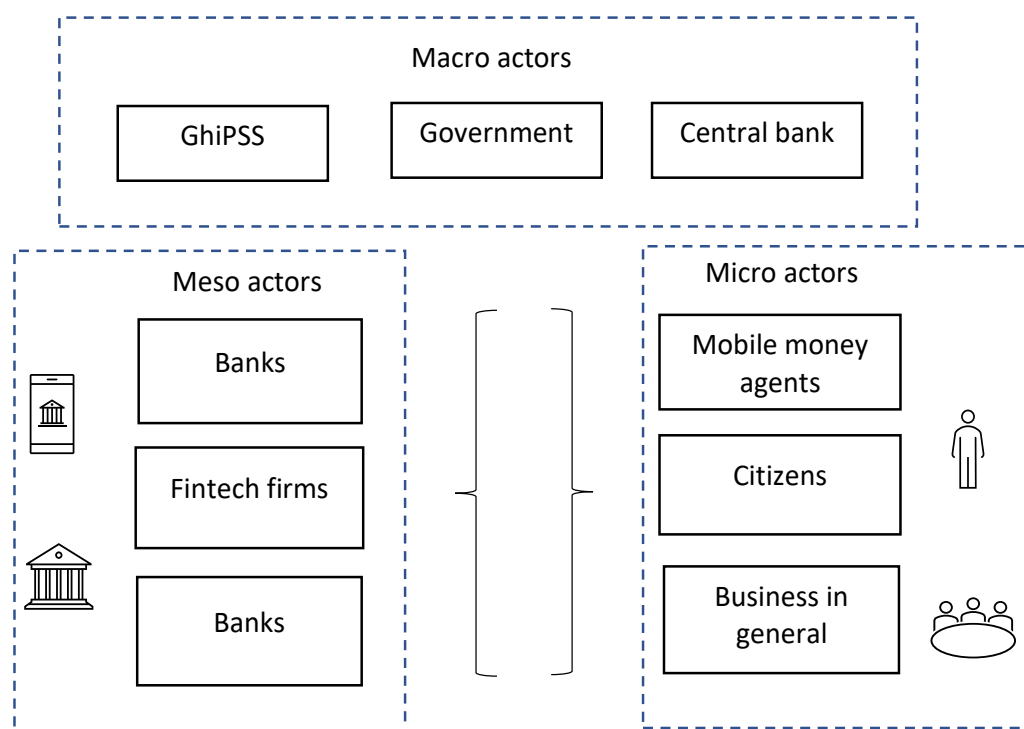 Macro actors
GhiPSS
Government
Central bank
Meso actors
Banks
Fintech firms
Banks
Micro actors
Mobile money
agents
Citizens
Business in
general